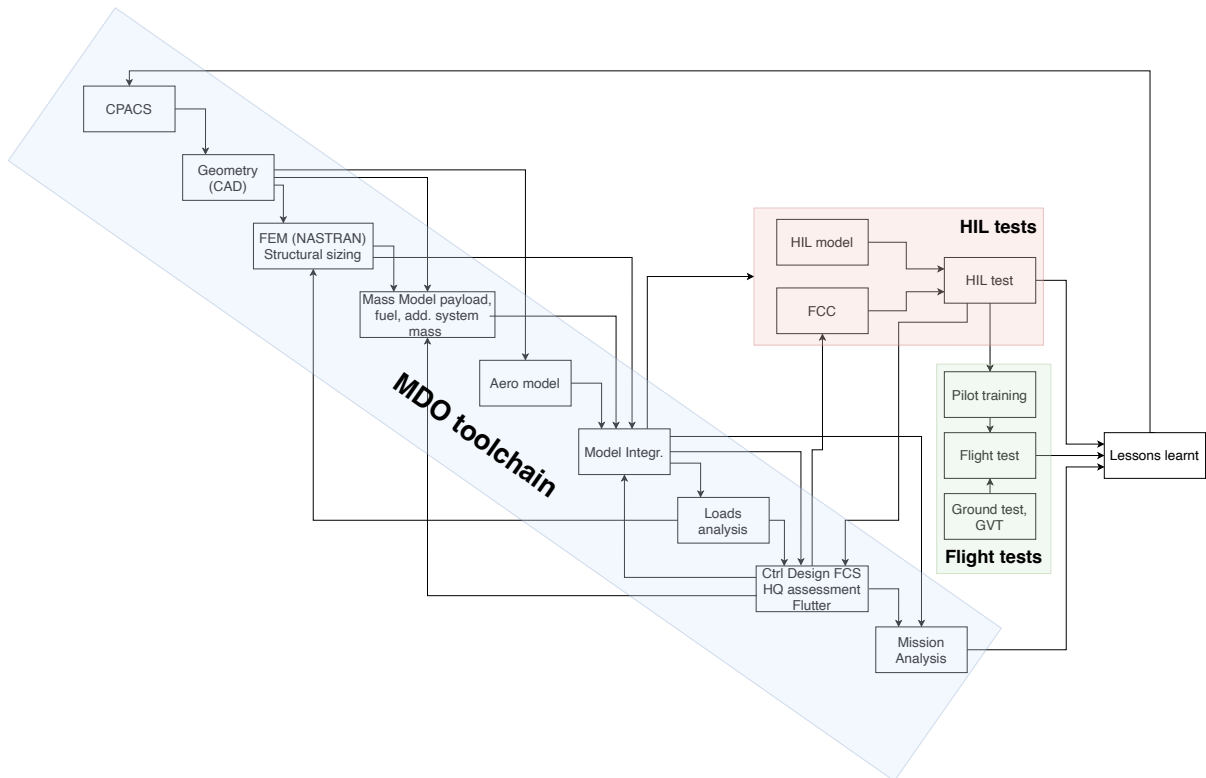 CPACS
Geometry
(CAD)
FEM (NASTRAN)
Structural sizing
Mass Model payload,
fuel, add. system
mass
Aero model
MDO toolchain
Model Integr.
Loads
analysis
Ctrl Design FCS
HQ assessment
Flutter
Mission
Analysis
HIL tests
HIL model
HIL test
FCC
Pilot training
Flight test
Ground test,
GVT
Flight tests
Lessons learnt